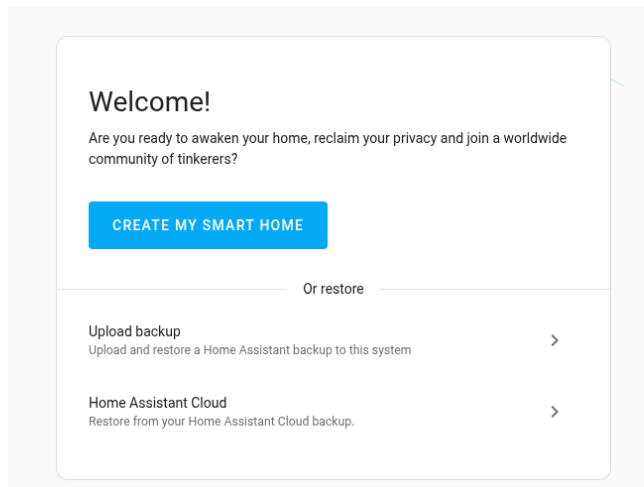 Welcome!
Are you ready to awaken your home, reclaim your privacy and join a worldwide
community of tinkerers?
CREATE MY SMART HOME
Or restore
Upload backup
Upload and restore a Home Assistant backup to this system
Home Assistant Cloud
Restore from your Home Assistant Cloud backup.